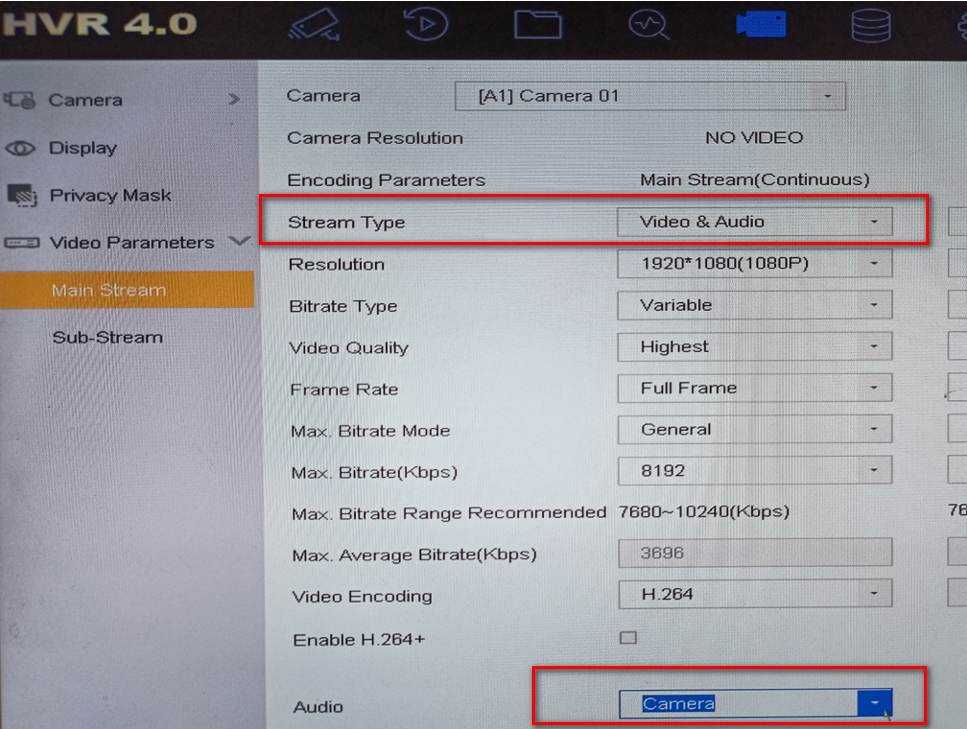 HVR 4.0
Camera
Display
Privacy Mask
Video Parameters
Main Stream
Sub-Stream
Camera [A1] Camera 01
Camera Resolution NO VIDEO
Encoding Parameters Main Stream(Continuous)
Stream Type Video & Audio
Resolution 1920*1080(1080P)
Bitrate Type Variable
Video Quality Highest
Frame Rate Full Frame
Max. Bitrate Mode General
Max. Bitrate(Kbps) 8192
Max. Bitrate Range Recommended 7680~10240(Kbps) 76
Max. Average Bitrate(Kbps) 3696
Video Encoding H.264
Enable H.264+
Audio Camera